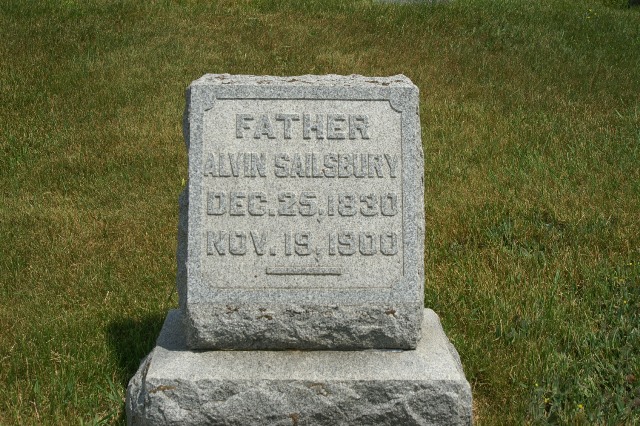 FATHER
ALVIN SAILSBURY
DEC. 25, 1830
NOV. 19, 1900